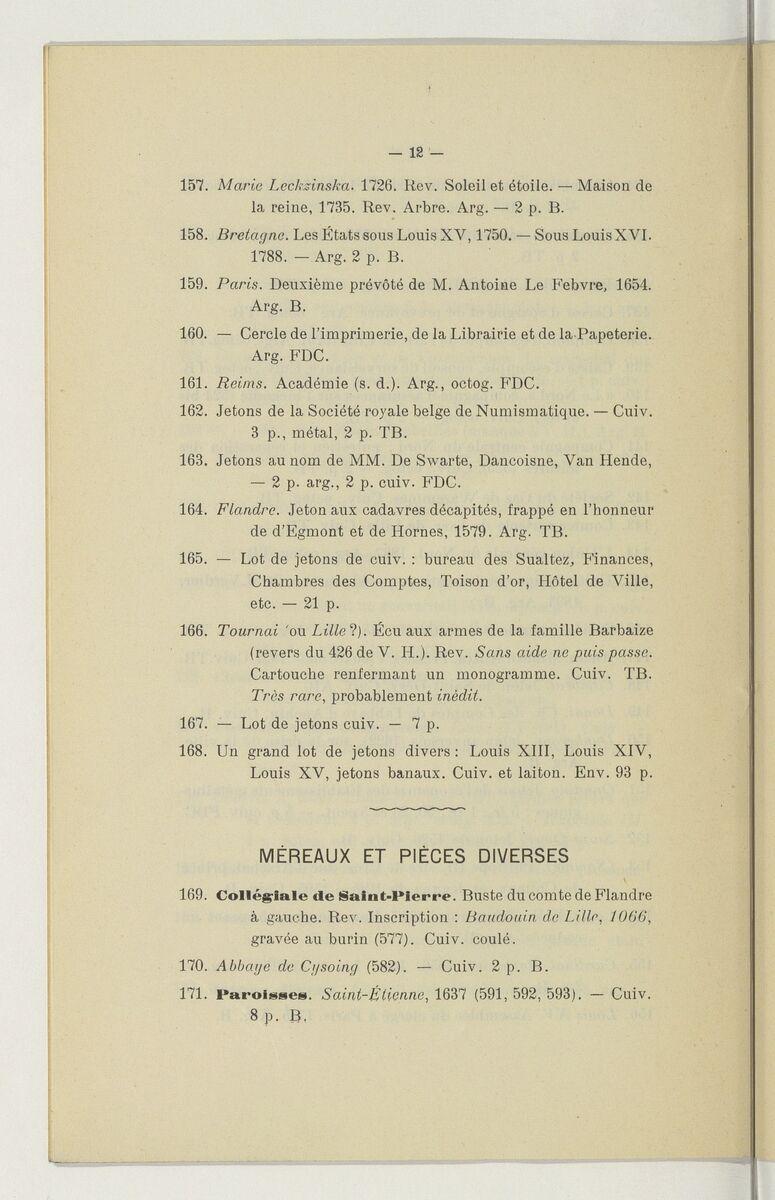 — 12 —
157. Marie Leckzinska. 1726. Rev. Soleil et étoile. — Maison de
la reine, 1735. Rev. Arbre. Arg. — 2 p. B.
158. Bretagne. Les États sous Louis XV, 1750. — Sous Louis XVI.
1788. — Arg. 2 p. B.
159. Paris. Deuxième prévôté de M. Antoine Le Febvre, 1654.
Arg. B.
160. — Cercle de l'imprimerie, de la Librairie et de la Papeterie.
Arg. FDC.
161. Reims. Académie (s. d.). Arg., octog. FDC.
162. Jetons de la Société royale belge de Numismatique. — Cuiv.
3 p., métal, 2 p. TB.
163. Jetons au nom de MM. De Swarte, Dancoisne, Van Hende,
— 2 p. arg., 2 p. cuiv. FDC.
164. Flandre. Jeton aux cadavres décapités, frappé en l'honneur
de d'Egmont et de Hornes, 1579. Arg. TB.
165. — Lot de jetons de cuiv. : bureau des Sualtez, Finances,
Chambres des Comptes, Toison d'or, Hôtel de Ville,
etc. — 21 p.
166. Tournai 'ou Lille ?). Écu aux armes de la famille Barbaize
(revers du 426 de V. H.). Rev. Sans aide ne puis passe.
Cartouche renfermant un monogramme. Cuiv. TB.
Très rare, probablement inédit.
167. — Lot de jetons cuiv. — 7 p.
168. Un grand lot de jetons divers : Louis XIII, Louis XIV,
Louis XV, jetons banaux. Cuiv. et laiton. Env. 93 p.
MÉREAUX ET PIÈCES DIVERSES
169. Collégiale de Saint-Pierre. Buste du comte de Flandre
à gauche. Rev. Inscription : Baudouin de Lille, 1066,
gravée au burin (577). Cuiv. coulé.
170. Abbaye de Cysoing (582). — Cuiv. 2 p. B.
171. Paroisses. Saint-Étienne, 1637 (591, 592, 593). — Cuiv.
8 p. B.